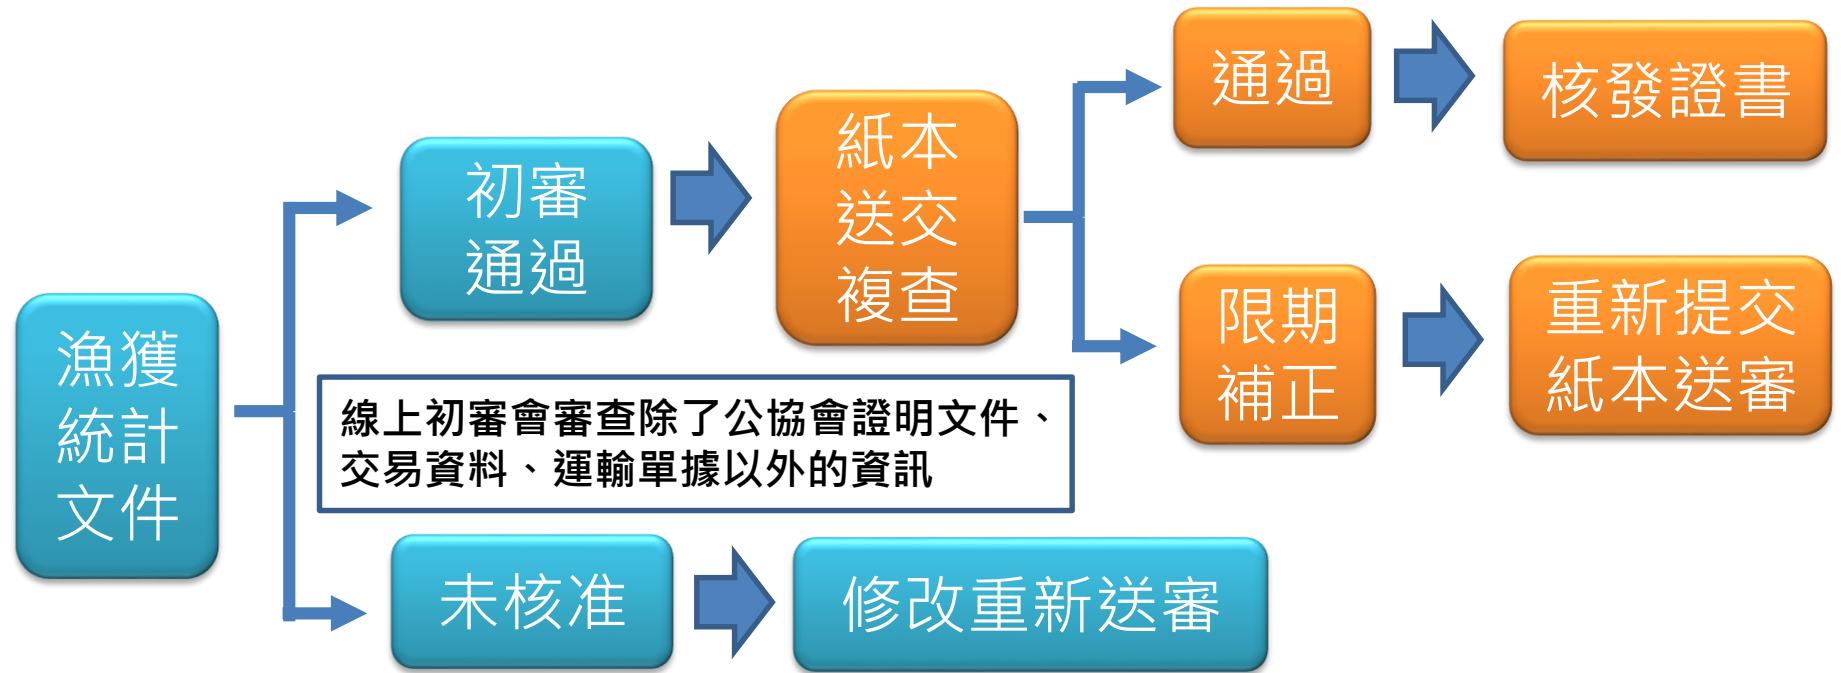 漁獲
統計
文件
初審
通過
紙本
送交
複查
通過
核發證書
限期
補正
重新提交
紙本送審
線上初審會審查除了公協會證明文件、
交易資料、運輸單據以外的資訊
未核准
修改重新送審